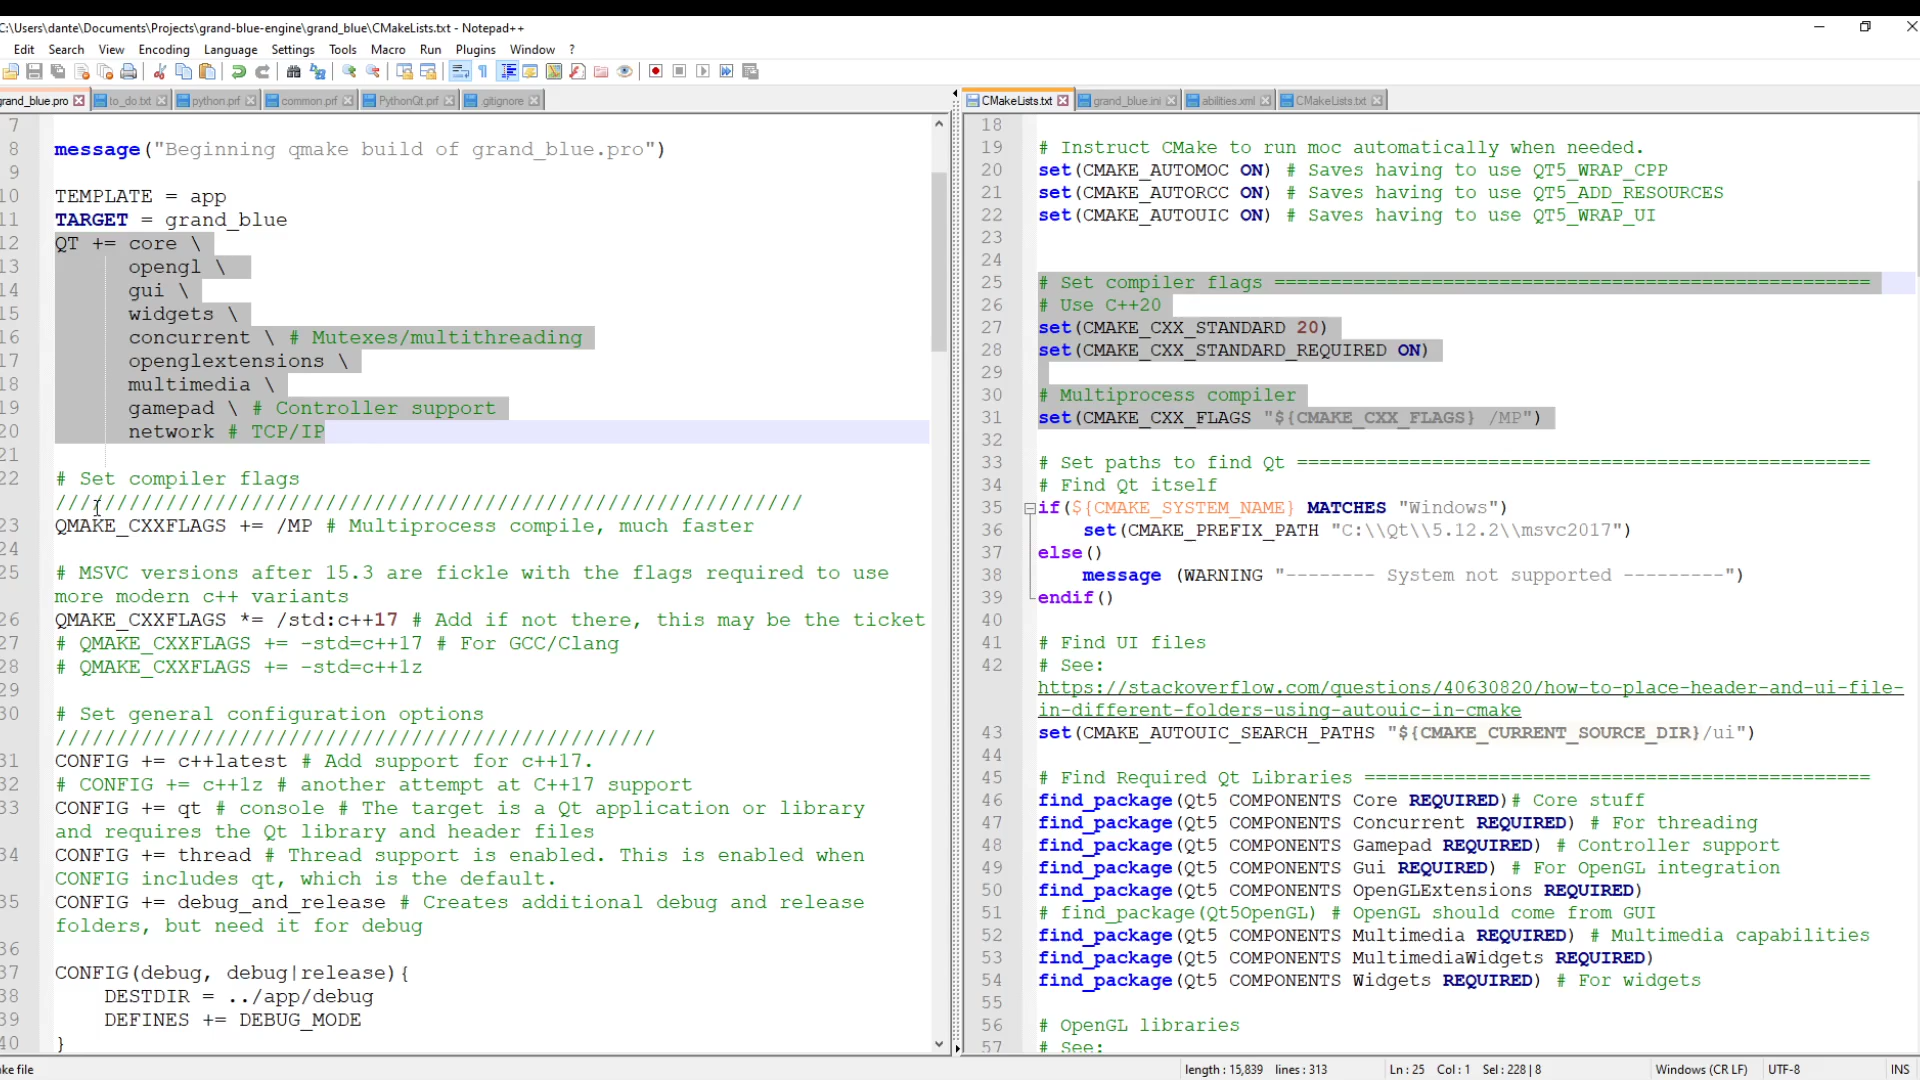 C:\Users\dante\Documents\Projects\grand-blue-engine\grand_blue\CMakeLists.txt - Notepad++
Edit Search View Encoding Language Settings Tools Macro Run Plugins Window ?
grand_blue.pro to_do.txt python.prf common.prf PythonQt.prf .gitignore
7
8 message("Beginning qmake build of grand_blue.pro")
9
10 TEMPLATE = app
11 TARGET = grand_blue
12 QT += core \
13 opengl \
14 gui \
15 widgets \
16 concurrent \ # Mutexes/multithreading
17 openglextensions \
18 multimedia \
19 gamepad \ # Controller support
20 network # TCP/IP
21
22 # Set compiler flags
/////////////////////////////////////////////////////////////
23 QMAKE_CXXFLAGS += /MP # Multiprocess compile, much faster
24
25 # MSVC versions after 15.3 are fickle with the flags required to use
more modern c++ variants
26 QMAKE_CXXFLAGS *= /std:c++17 # Add if not there, this may be the ticket
27 # QMAKE_CXXFLAGS += -std=c++17 # For GCC/Clang
28 # QMAKE_CXXFLAGS += -std=c++1z
29
30 # Set general configuration options
/////////////////////////////////////////////////
31 CONFIG += c++latest # Add support for c++17.
32 # CONFIG += c++1z # another attempt at C++17 support
33 CONFIG += qt # console # The target is a Qt application or library
and requires the Qt library and header files
34 CONFIG += thread # Thread support is enabled. This is enabled when
CONFIG includes qt, which is the default.
35 CONFIG += debug_and_release # Creates additional debug and release
folders, but need it for debug
36
37 CONFIG(debug, debug|release){
38 DESTDIR = ../app/debug
39 DEFINES += DEBUG_MODE
40 }
CMakeLists.txt grand_blue.ini abilities.xml CMakeLists.txt
18
19 # Instruct CMake to run moc automatically when needed.
20 set(CMAKE_AUTOMOC ON) # Saves having to use QT5_WRAP_CPP
21 set(CMAKE_AUTORCC ON) # Saves having to use QT5_ADD_RESOURCES
22 set(CMAKE_AUTOUIC ON) # Saves having to use QT5_WRAP_UI
23
24
25 # Set compiler flags =====================================================
26 # Use C++20
27 set(CMAKE_CXX_STANDARD 20)
28 set(CMAKE_CXX_STANDARD_REQUIRED ON)
29
30 # Multiprocess compiler
31 set(CMAKE_CXX_FLAGS "${CMAKE_CXX_FLAGS} /MP")
32
33 # Set paths to find Qt ===================================================
34 # Find Qt itself
35 if(${CMAKE_SYSTEM_NAME} MATCHES "Windows")
36 set(CMAKE_PREFIX_PATH "C:\\Qt\\5.12.2\\msvc2017")
37 else()
38 message (WARNING "-------- System not supported ---------")
39 endif()
40
41 # Find UI files
42 # See:
https://stackoverflow.com/questions/40630820/how-to-place-header-and-ui-file-
in-different-folders-using-autouic-in-cmake
43 set(CMAKE_AUTOUIC_SEARCH_PATHS "${CMAKE_CURRENT_SOURCE_DIR}/ui")
44
45 # Find Required Qt Libraries =============================================
46 find_package(Qt5 COMPONENTS Core REQUIRED)# Core stuff
47 find_package(Qt5 COMPONENTS Concurrent REQUIRED) # For threading
48 find_package(Qt5 COMPONENTS Gamepad REQUIRED) # Controller support
49 find_package(Qt5 COMPONENTS Gui REQUIRED) # For OpenGL integration
50 find_package(Qt5 COMPONENTS OpenGLExtensions REQUIRED)
51 # find_package(Qt5OpenGL) # OpenGL should come from GUI
52 find_package(Qt5 COMPONENTS Multimedia REQUIRED) # Multimedia capabilities
53 find_package(Qt5 COMPONENTS MultimediaWidgets REQUIRED)
54 find_package(Qt5 COMPONENTS Widgets REQUIRED) # For widgets
55
56 # OpenGL libraries
57 # See:
ke file length : 15,839 lines : 313 Ln : 25 Col : 1 Sel : 228 | 8 Windows (CR LF) UTF-8 INS